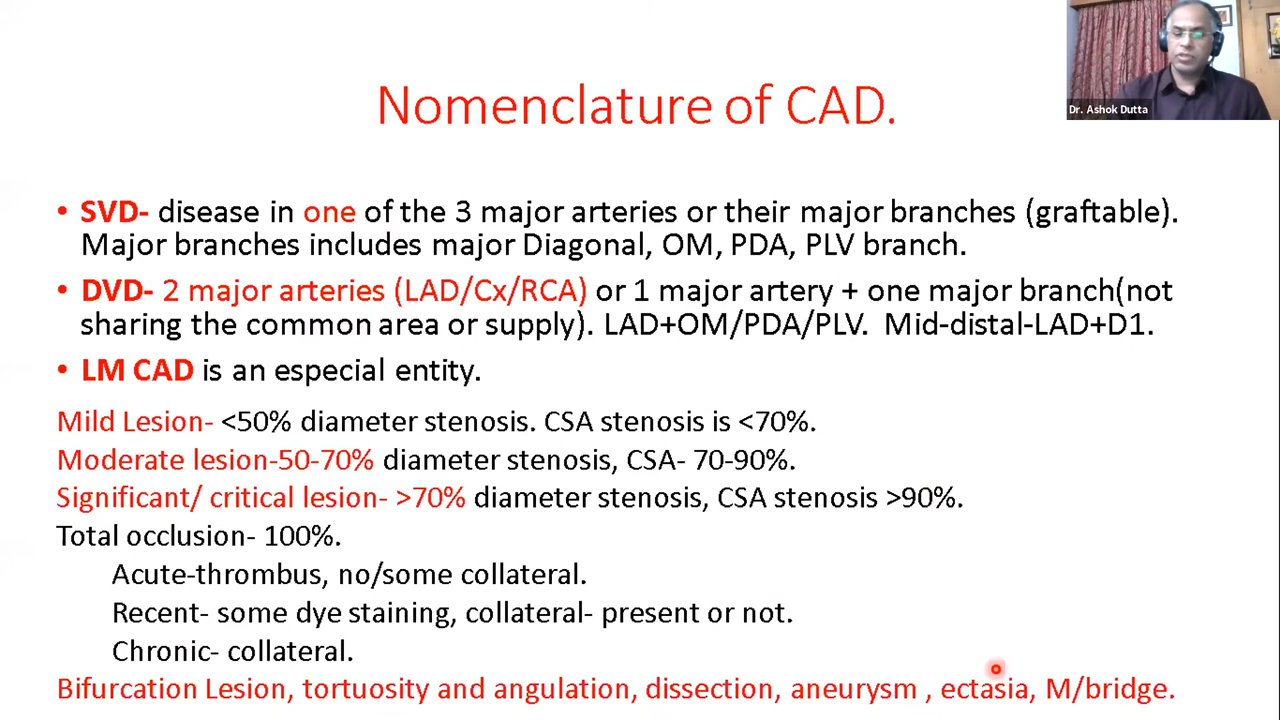 Dr. Ashok Dutta
Nomenclature of CAD.
• SVD- disease in one of the 3 major arteries or their major branches (graftable).
Major branches includes major Diagonal, OM, PDA, PLV branch.
• DVD- 2 major arteries (LAD/Cx/RCA) or 1 major artery + one major branch(not
sharing the common area or supply). LAD+OM/PDA/PLV. Mid-distal-LAD+D1.
• LM CAD is an especial entity.
Mild Lesion- <50% diameter stenosis. CSA stenosis is <70%.
Moderate lesion-50-70% diameter stenosis, CSA- 70-90%.
Significant/ critical lesion- >70% diameter stenosis, CSA stenosis >90%.
Total occlusion- 100%.
Acute-thrombus, no/some collateral.
Recent- some dye staining, collateral- present or not.
Chronic- collateral.
Bifurcation Lesion, tortuosity and angulation, dissection, aneurysm , ectasia, M/bridge.